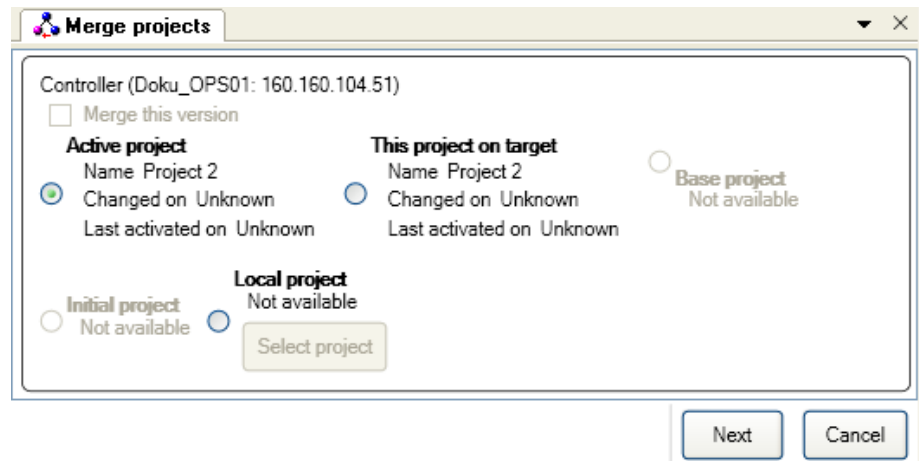 Merge projects
Controller (Doku_OPS01: 160.160.104.51)
Merge this version
Active project
Name Project 2
Changed on Unknown
Last activated on Unknown
This project on target
Name Project 2
Changed on Unknown
Last activated on Unknown
Base project
Not available
Initial project
Not available
Local project
Not available
Select project
Next
Cancel